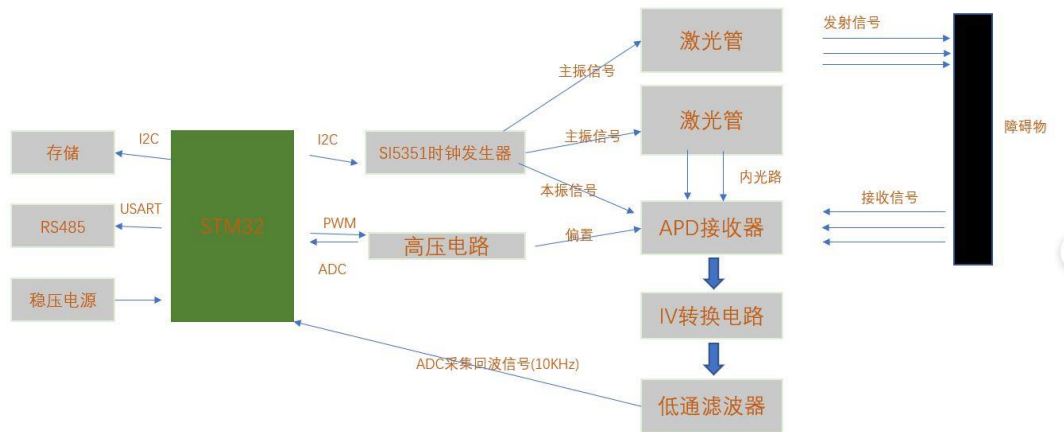 激光管
发射信号
主振信号
激光管
主振信号
障碍物
I2C
I2C
存储
SI5351时钟发生器
内光路
本振信号
接收信号
USART
RS485
STM32
PWM
高压电路
偏置
APD接收器
ADC
稳压电源
IV转换电路
ADC采集回波信号(10KHz)
低通滤波器